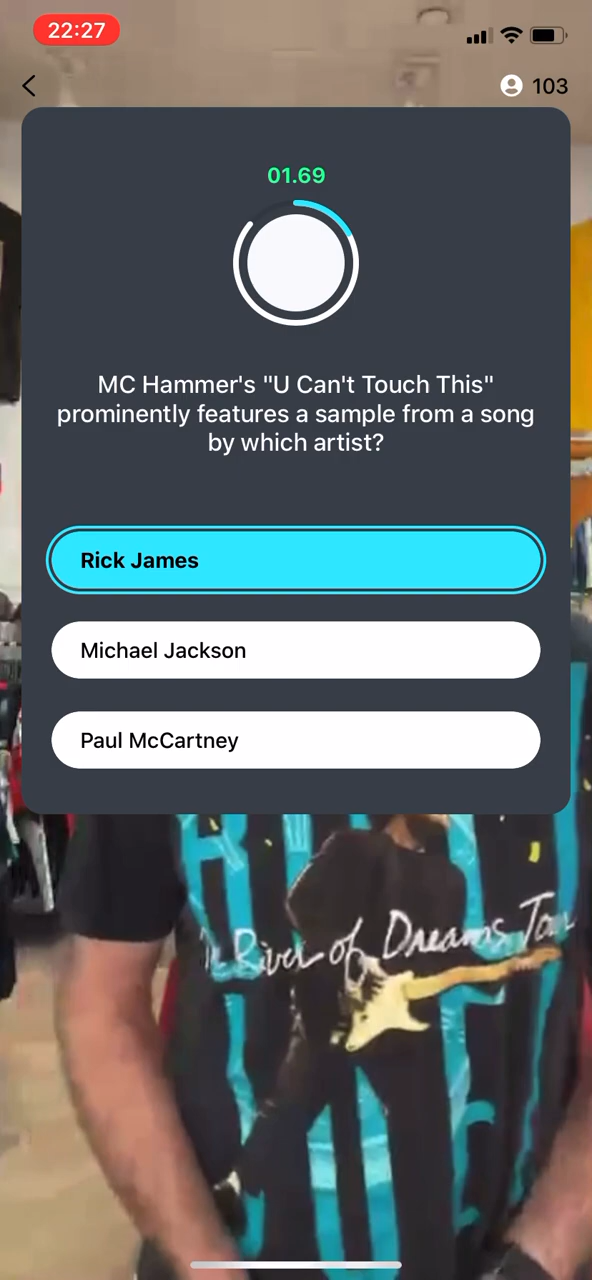 22:27
103
01.69
MC Hammer's "U Can't Touch This"
prominently features a sample from a song
by which artist?
Rick James
Michael Jackson
Paul McCartney
River of Dreams Tour